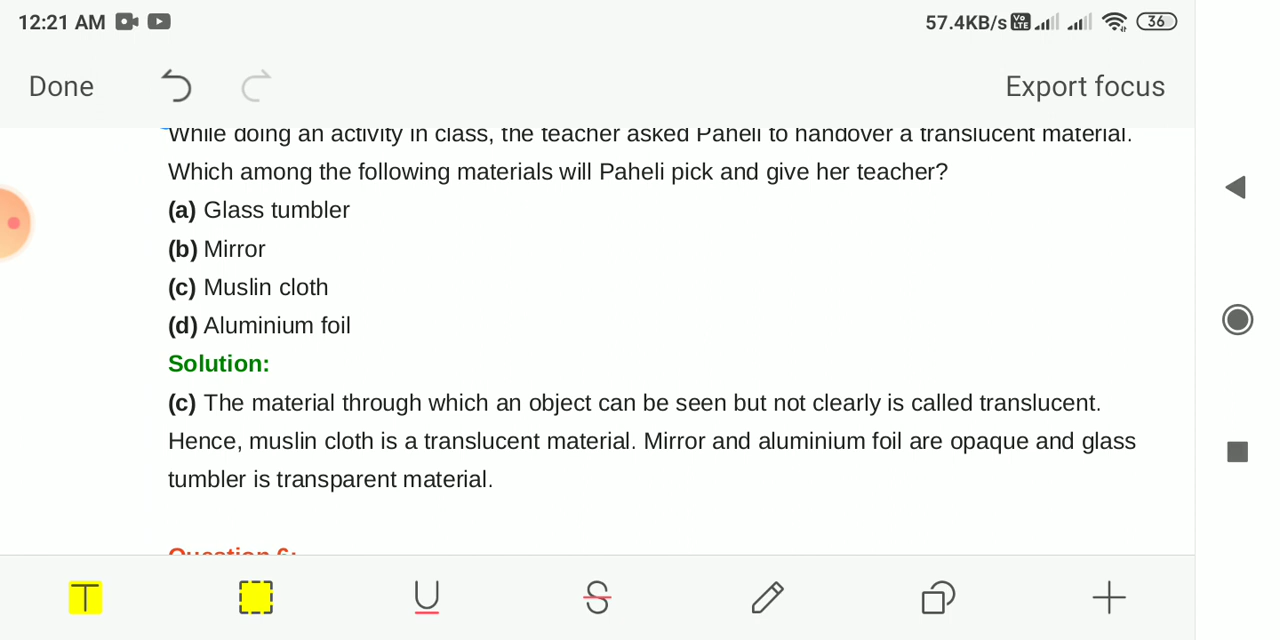 12:21 AM 57.4KB/s Vo LTE 36
Done Export focus
While doing an activity in class, the teacher asked Paheli to handover a translucent material.
Which among the following materials will Paheli pick and give her teacher?
(a) Glass tumbler
(b) Mirror
(c) Muslin cloth
(d) Aluminium foil
Solution:
(c) The material through which an object can be seen but not clearly is called translucent.
Hence, muslin cloth is a translucent material. Mirror and aluminium foil are opaque and glass
tumbler is transparent material.
Question 6:
T U S